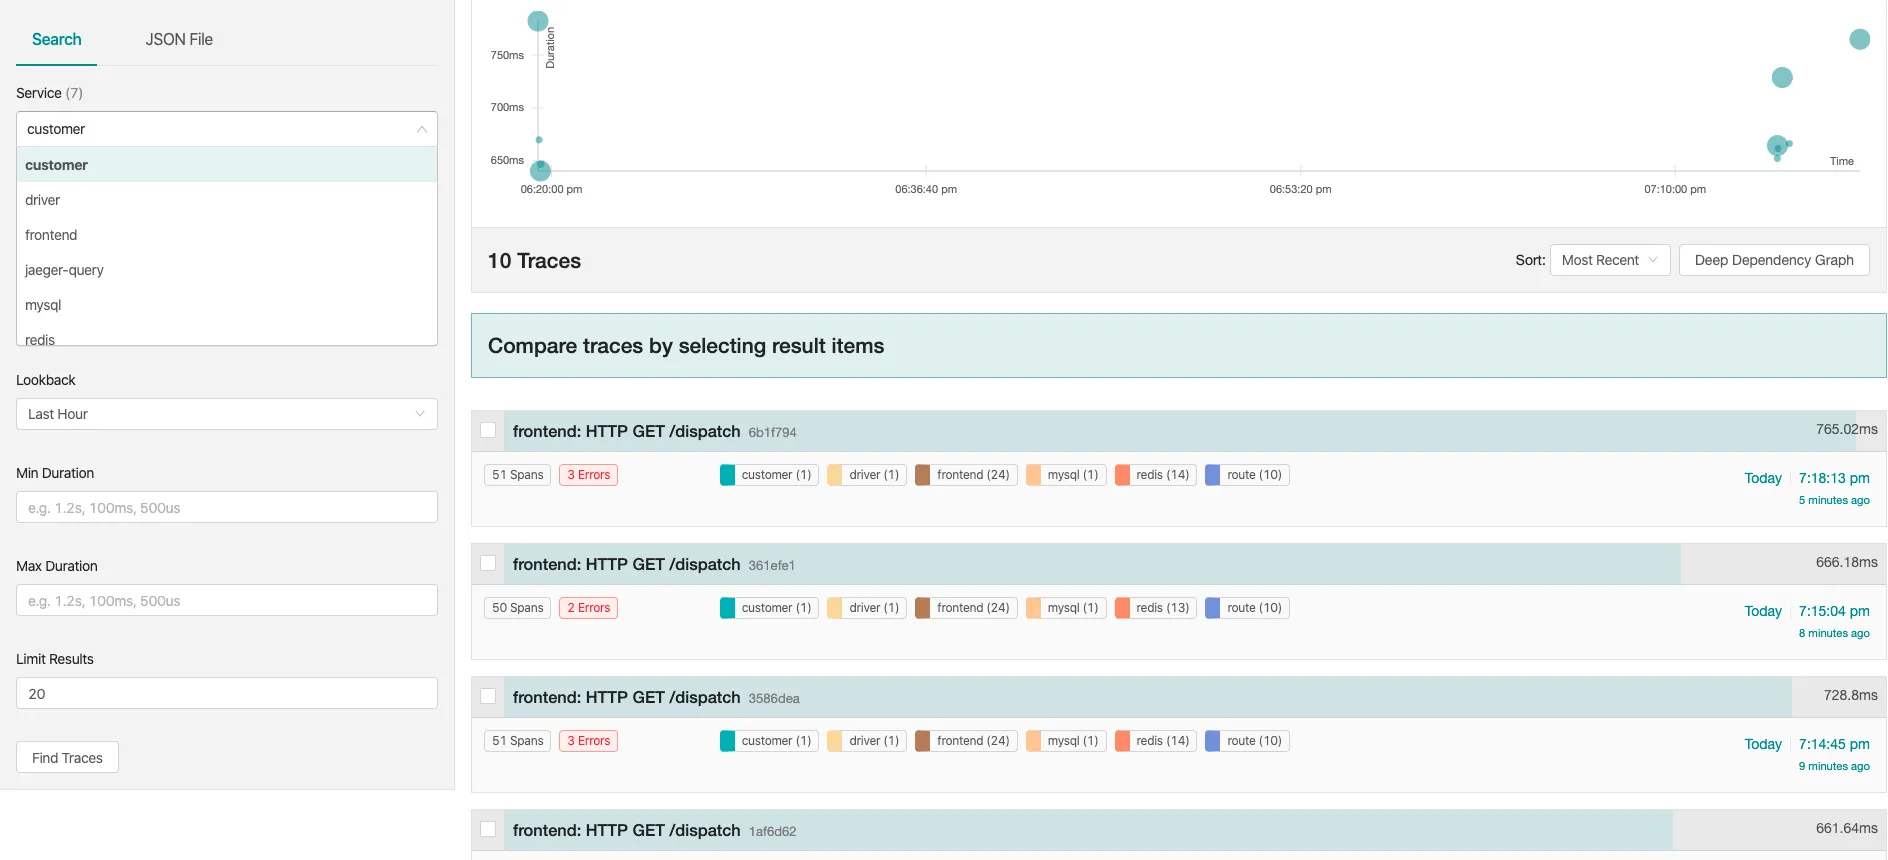 Search
JSON File
Service (7)
customer
customer
driver
frontend
jaeger-query
mysql
redis
Lookback
Last Hour
Min Duration
e.g. 1.2s, 100ms, 500us
Max Duration
e.g. 1.2s, 100ms, 500us
Limit Results
20
Find Traces
Duration
750ms
700ms
650ms
Time
06:20:00 pm
06:36:40 pm
06:53:20 pm
07:10:00 pm
10 Traces
Sort: Most Recent
Deep Dependency Graph
Compare traces by selecting result items
frontend: HTTP GET /dispatch 6b1f794
765.02ms
51 Spans
3 Errors
customer (1)
driver (1)
frontend (24)
mysql (1)
redis (14)
route (10)
Today
7:18:13 pm
5 minutes ago
frontend: HTTP GET /dispatch 361efe1
666.18ms
50 Spans
2 Errors
customer (1)
driver (1)
frontend (24)
mysql (1)
redis (13)
route (10)
Today
7:15:04 pm
8 minutes ago
frontend: HTTP GET /dispatch 3586dea
728.8ms
51 Spans
3 Errors
customer (1)
driver (1)
frontend (24)
mysql (1)
redis (14)
route (10)
Today
7:14:45 pm
9 minutes ago
frontend: HTTP GET /dispatch 1af6d62
661.64ms